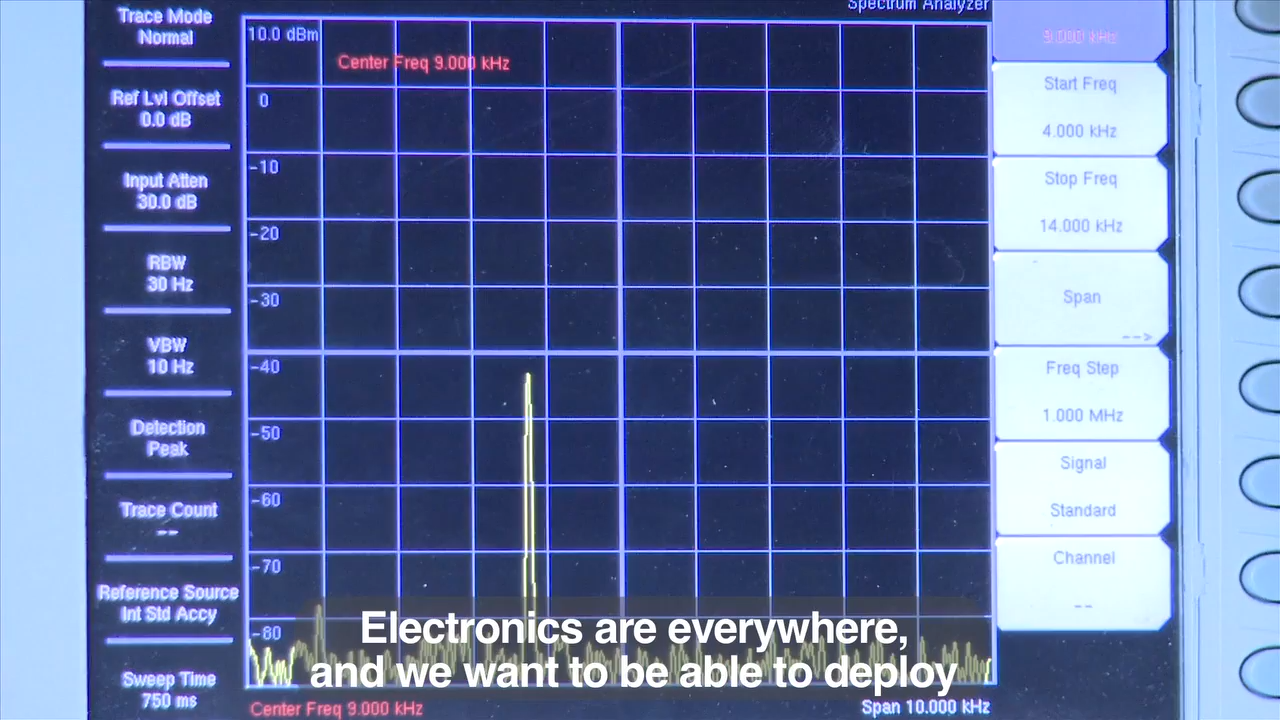 Trace Mode
Normal
Ref Lvl Offset
0.0 dB
Input Atten
30.0 dB
RBW
30 Hz
VBW
10 Hz
Detection
Peak
Trace Count
--
Reference Source
Int Std Accy
Sweep Time
750 ms
Spectrum Analyzer
10.0 dBm
Center Freq 9.000 kHz
0
-10
-20
-30
-40
-50
-60
-70
-80
9.000 kHz
Start Freq
4.000 kHz
Stop Freq
14.000 kHz
Span
-->
Freq Step
1.000 MHz
Signal
Standard
Channel
--
Electronics are everywhere,
and we want to be able to deploy
Center Freq 9.000 kHz
Span 10.000 kHz